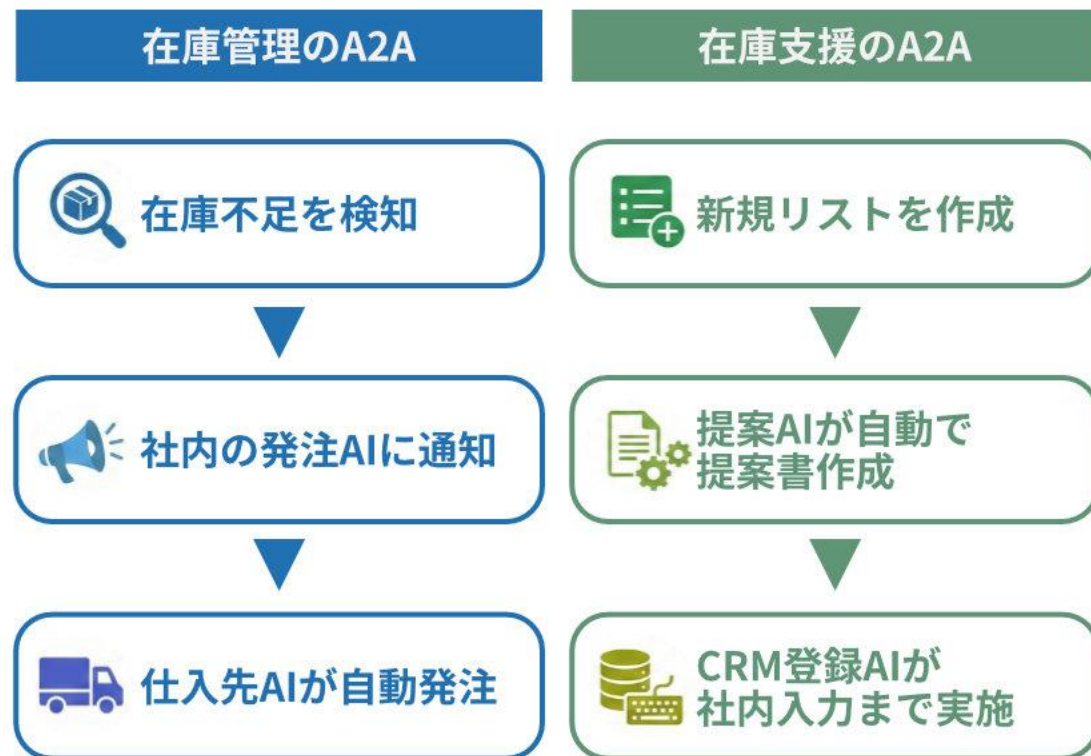 在庫管理のA2A
在庫不足を検知
社内の発注AIに通知
仕入先AIが自動発注
在庫支援のA2A
新規リストを作成
提案AIが自動で
提案書作成
CRM登録AIが
社内入力まで実施